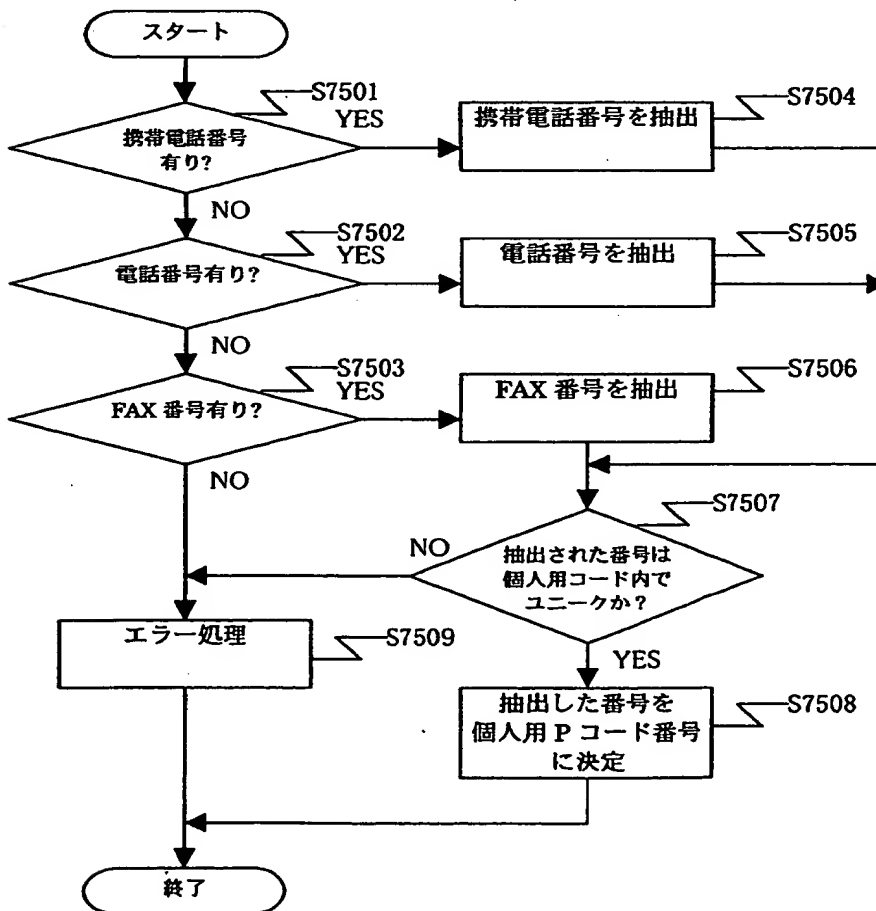 スタート
S7501
YES
携帯電話番号
有り?
携帯電話番号を抽出
S7504
NO
S7502
YES
電話番号有り?
電話番号を抽出
S7505
NO
S7503
YES
FAX 番号有り?
FAX 番号を抽出
S7506
NO
S7507
NO
抽出された番号は
個人用コード内で
ユニークか?
エラー処理
S7509
YES
抽出した番号を
個人用 P コード番号
に決定
S7508
終了